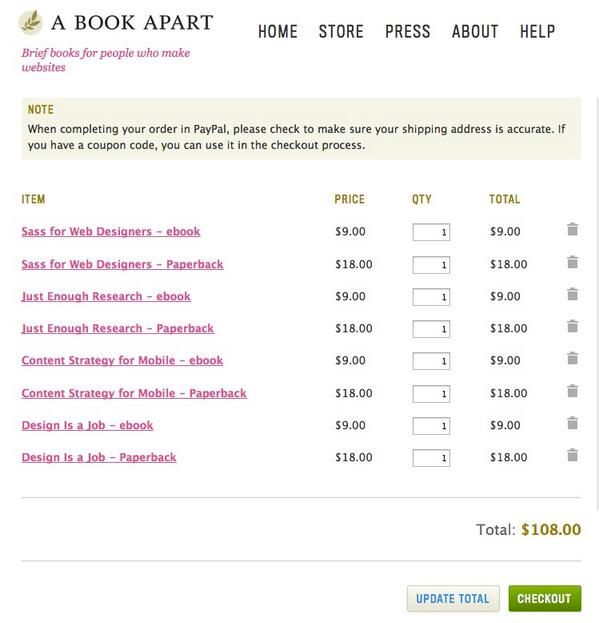 A BOOK APART
HOME STORE PRESS ABOUT HELP
Brief books for people who make
websites
NOTE
When completing your order in PayPal, please check to make sure your shipping address is accurate. If
you have a coupon code, you can use it in the checkout process.
ITEM PRICE QTY TOTAL
Sass for Web Designers – ebook $9.00 1 $9.00
Sass for Web Designers – Paperback $18.00 1 $18.00
Just Enough Research – ebook $9.00 1 $9.00
Just Enough Research – Paperback $18.00 1 $18.00
Content Strategy for Mobile – ebook $9.00 1 $9.00
Content Strategy for Mobile – Paperback $18.00 1 $18.00
Design Is a Job – ebook $9.00 1 $9.00
Design Is a Job – Paperback $18.00 1 $18.00
Total: $108.00
UPDATE TOTAL CHECKOUT